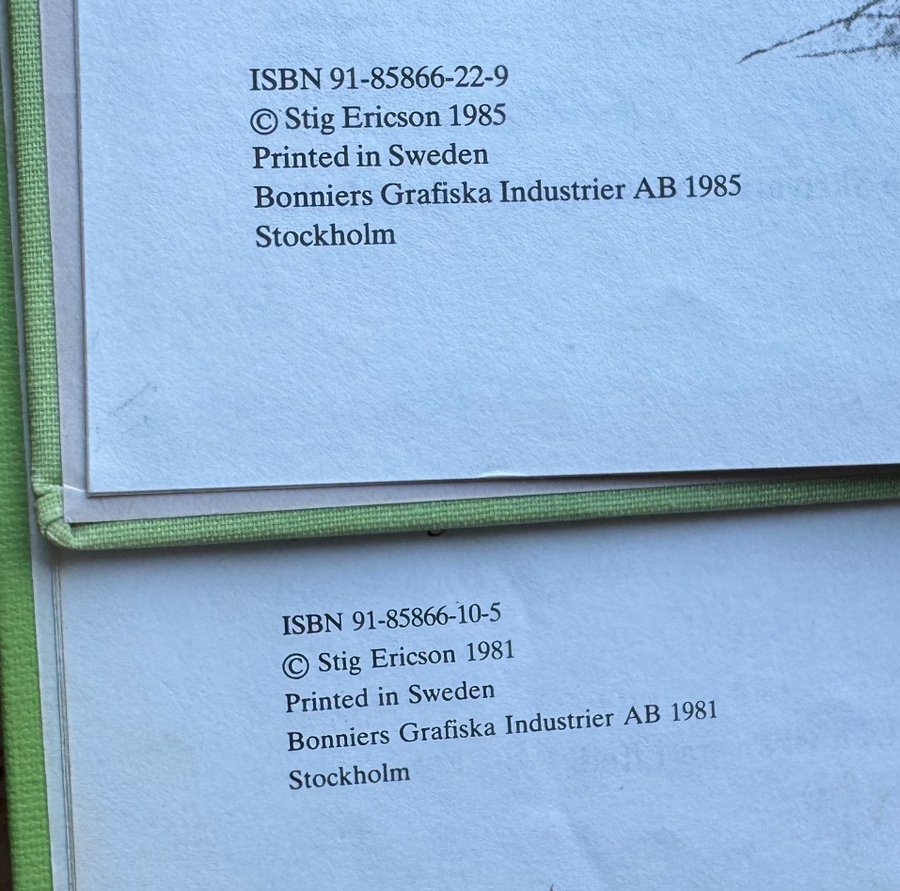 ISBN 91-85866-22-9
© Stig Ericson 1985
Printed in Sweden
Bonniers Grafiska Industrier AB 1985
Stockholm
ISBN 91-85866-10-5
© Stig Ericson 1981
Printed in Sweden
Bonniers Grafiska Industrier AB 1981
Stockholm